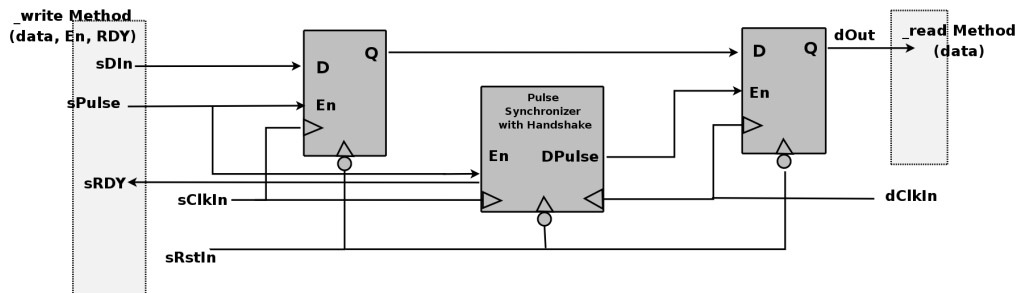 _write Method
(data, En, RDY)
sDIn
sPulse
sRDY
sClkIn
sRstIn
D
Q
En
Pulse
Synchronizer
with Handshake
En
DPulse
D
Q
En
dOut
_read Method
(data)
dClkIn